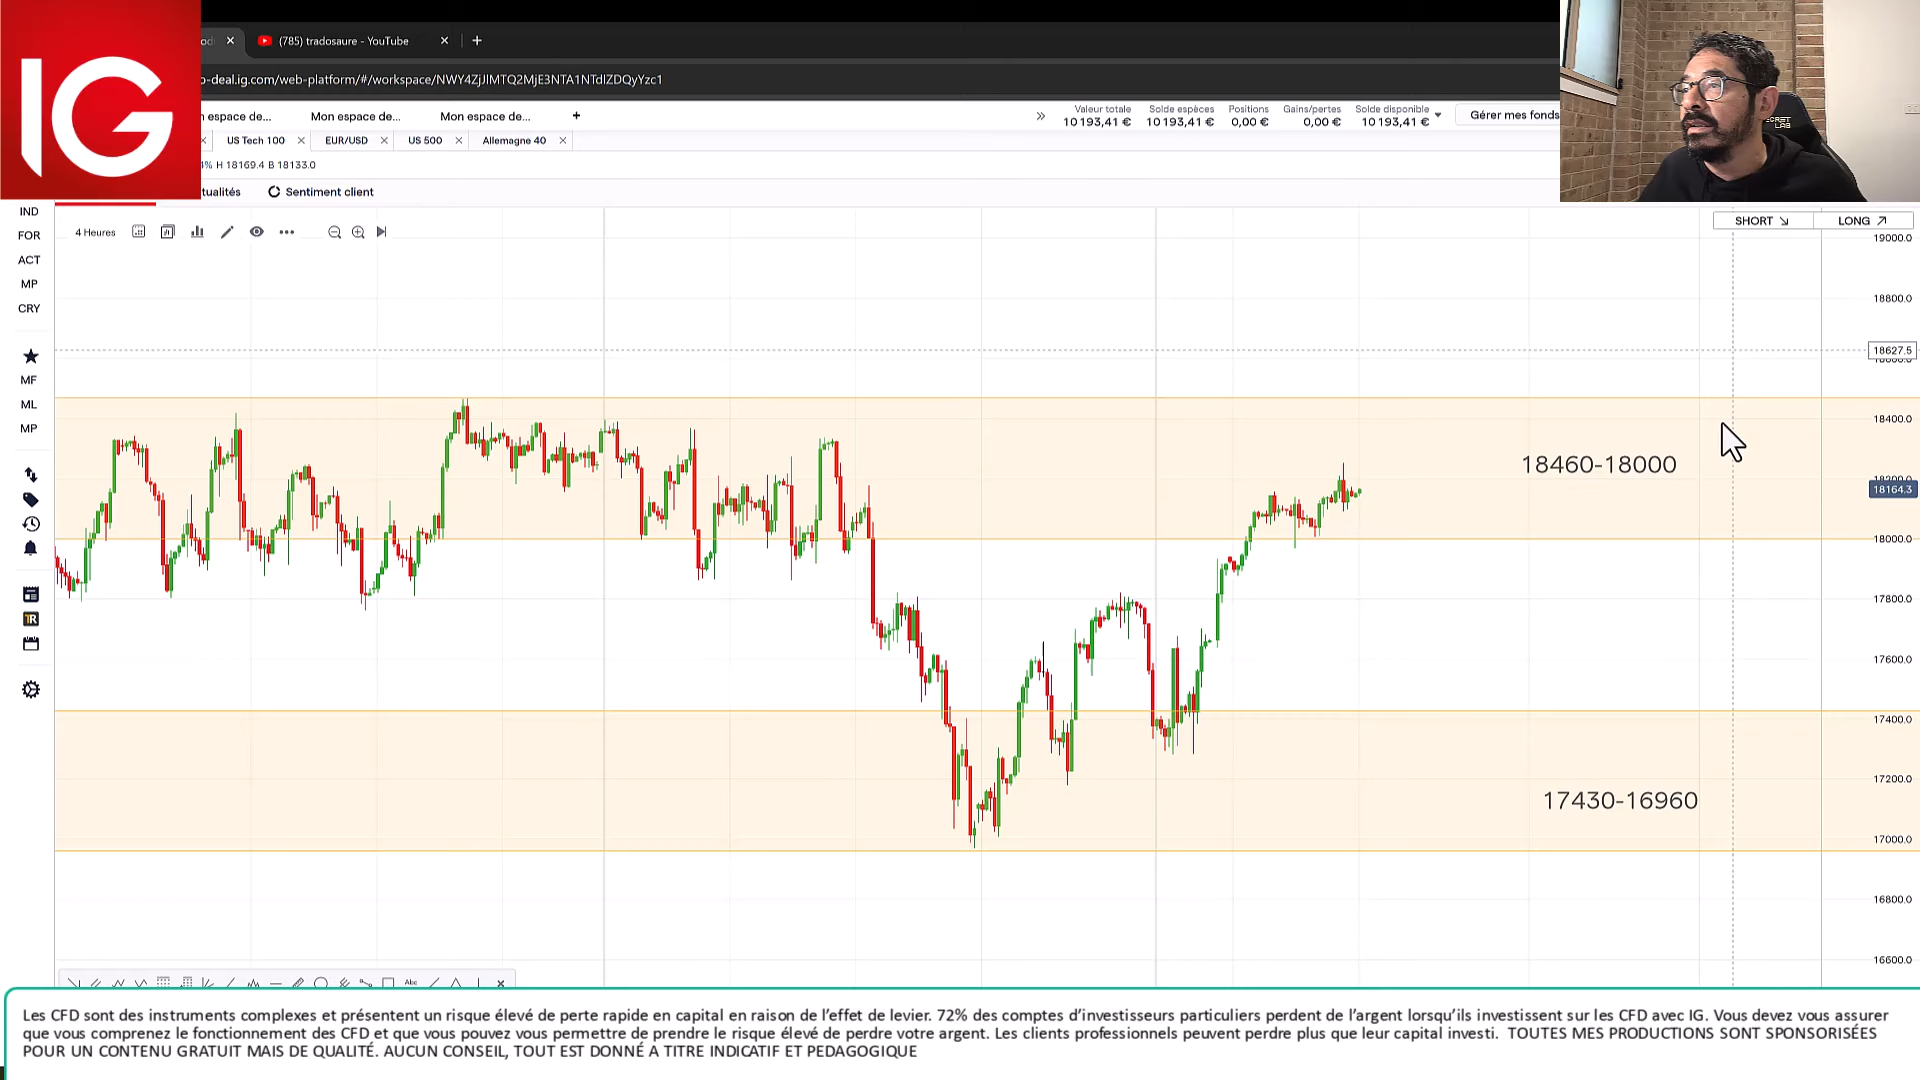 IG
(785) tradosaure - YouTube
o-deal.ig.com/web-platform/#/workspace/NWY4ZjJlMTQ2MjE3NTA1NTdlZDQyYzc1
n espace de...
Mon espace de...
Mon espace de...
Valeur totale
10 193,41 €
Solde espèces
10 193,41 €
Positions
0,00 €
Gains/pertes
0,00 €
Solde disponible
10 193,41 €
Gérer mes fonds
US Tech 100
EUR/USD
US 500
Allemagne 40
% H 18169.4 B 18133.0
tualités
Sentiment client
IND
FOR
ACT
MP
CRY
MF
ML
MP
4 Heures
SHORT
LONG
19000.0
18800.0
18627.5
18400.0
18164.3
18000.0
17800.0
17600.0
17400.0
17200.0
17000.0
16800.0
16600.0
18460-18000
17430-16960
Abc
Les CFD sont des instruments complexes et présentent un risque élevé de perte rapide en capital en raison de l'effet de levier. 72% des comptes d'investisseurs particuliers perdent de l'argent lorsqu'ils investissent sur les CFD avec IG. Vous devez vous assurer
que vous comprenez le fonctionnement des CFD et que vous pouvez vous permettre de prendre le risque élevé de perdre votre argent. Les clients professionnels peuvent perdre plus que leur capital investi. TOUTES MES PRODUCTIONS SONT SPONSORISÉES
POUR UN CONTENU GRATUIT MAIS DE QUALITÉ. AUCUN CONSEIL, TOUT EST DONNÉ A TITRE INDICATIF ET PEDAGOGIQUE